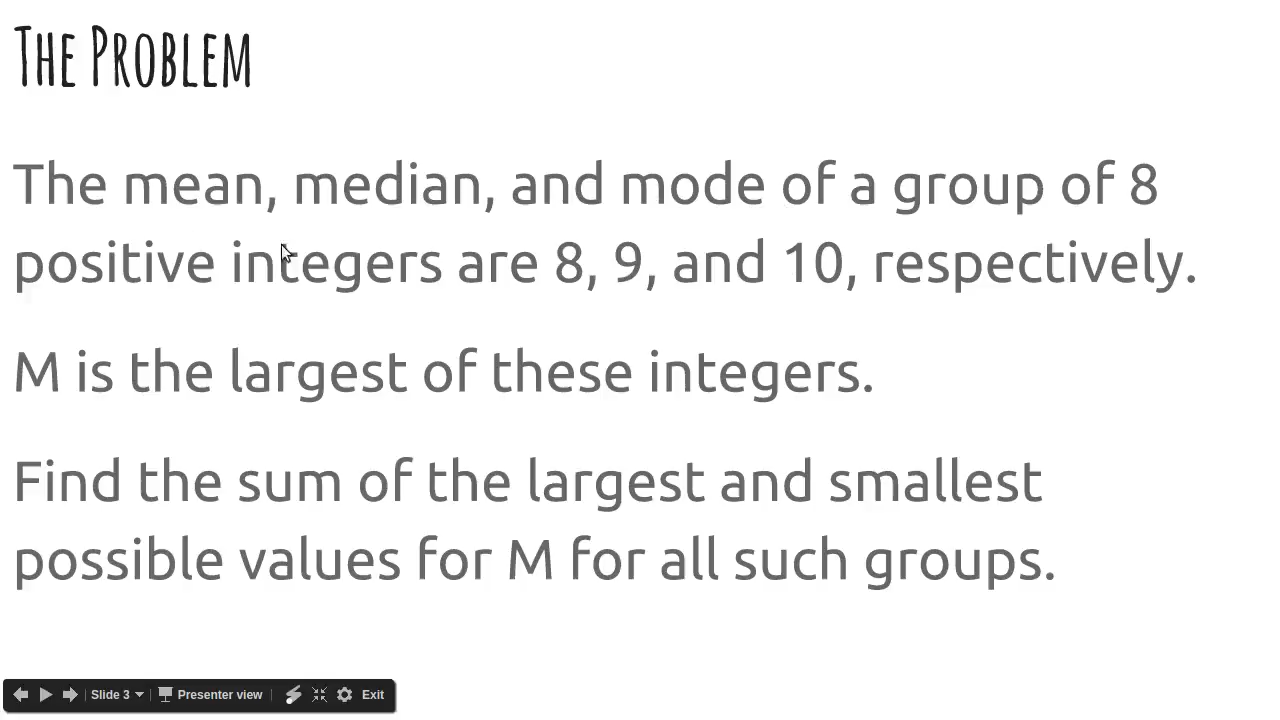 The Problem
The mean, median, and mode of a group of 8
positive integers are 8, 9, and 10, respectively.
M is the largest of these integers.
Find the sum of the largest and smallest
possible values for M for all such groups.
Slide 3 Presenter view Exit